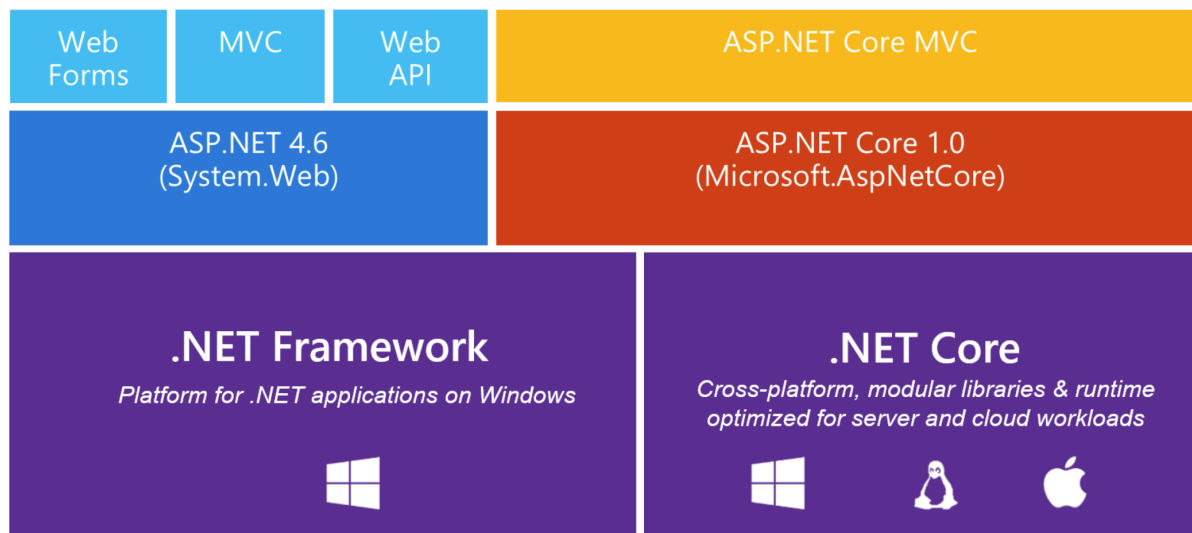 Web
Forms
MVC
Web
API
ASP.NET Core MVC
ASP.NET 4.6
(System.Web)
ASP.NET Core 1.0
(Microsoft.AspNetCore)
.NET Framework
Platform for .NET applications on Windows
.NET Core
Cross-platform, modular libraries & runtime
optimized for server and cloud workloads